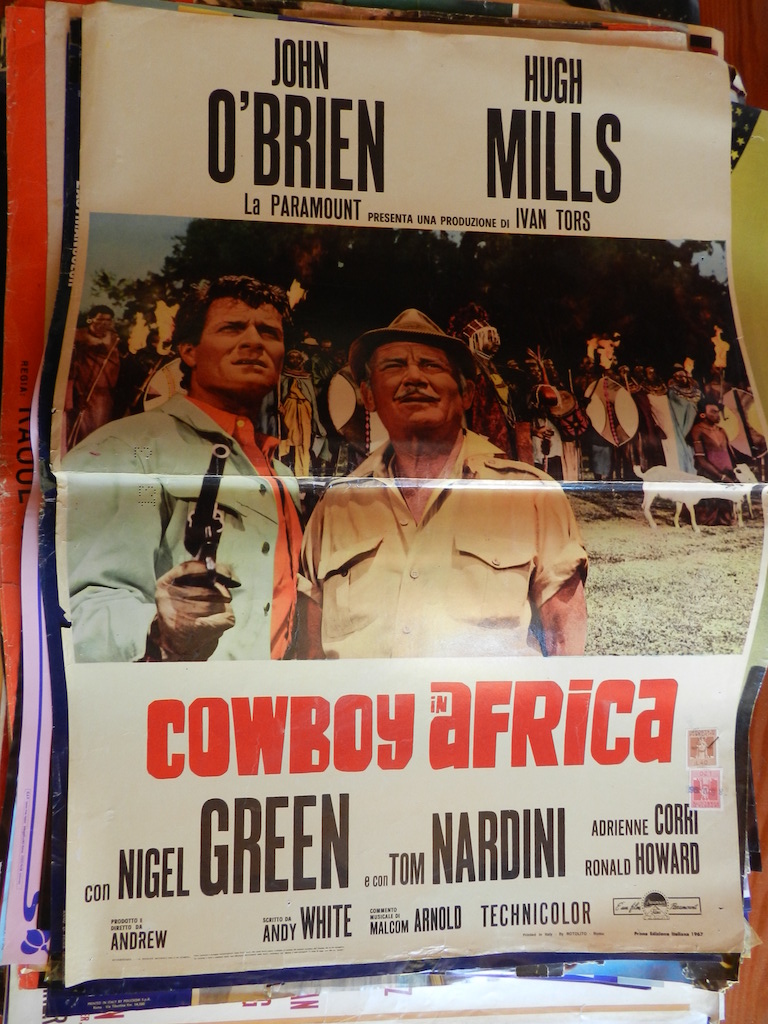 JOHN
O'BRIEN
HUGH
MILLS
La PARAMOUNT PRESENTA UNA PRODUZIONE DI IVAN TORS
COWBOY IN AFRICA
con NIGEL GREEN
e con TOM NARDINI
ADRIENNE CORRI
RONALD HOWARD
PRODOTTO E
DIRETTO DA
ANDREW
SCRITTO DA
ANDY WHITE
COMMENTO
MUSICALE DI
MALCOM ARNOLD
TECHNICOLOR
Prima Edizione Italiana 1967
REGIA: RAOUL